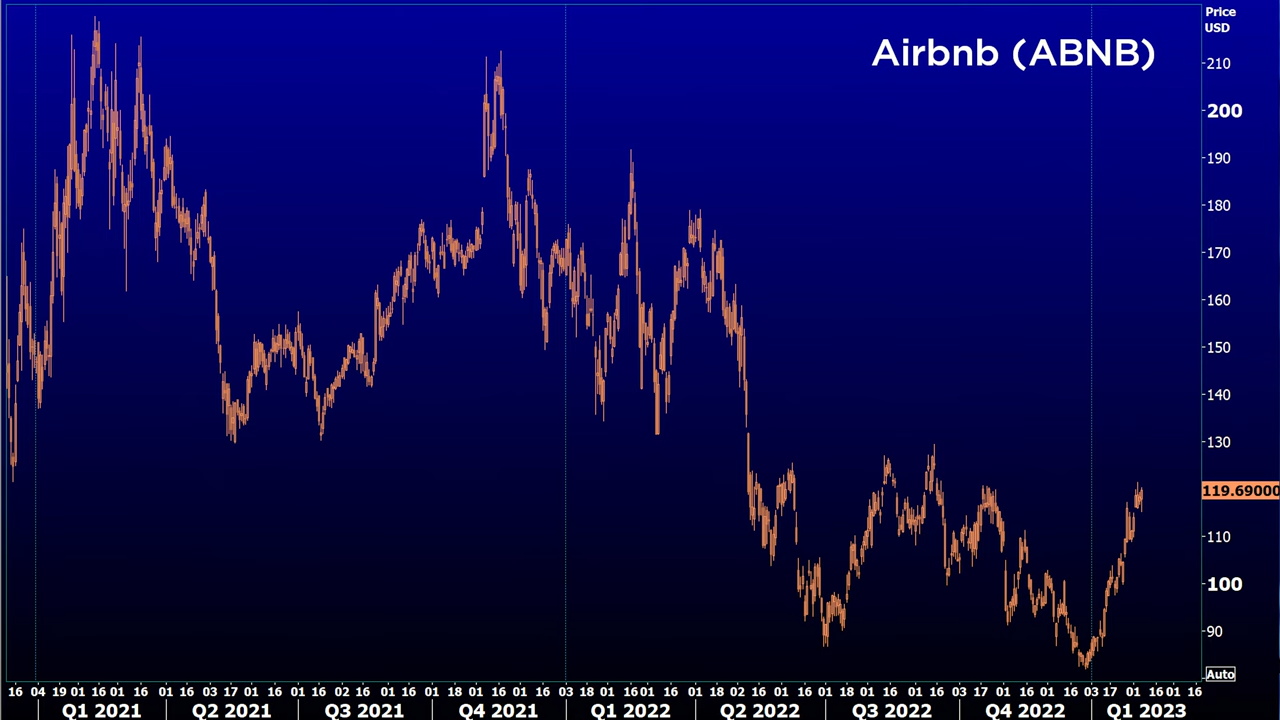 Price
USD
Airbnb (ABNB)
210
200
190
180
170
160
150
140
130
119.69000
110
100
90
Auto
16 04 19 01 16 01 16 03 17 01 16 01 16 02 16 01 16 01 18 01 16 01 16 03 18 01 16 01 16 01 18 02 16 01 16 01 18 01 16 01 16 03 17 01 16 01 16 03 17 01 16 01 16
Q1 2021 Q2 2021 Q3 2021 Q4 2021 Q1 2022 Q2 2022 Q3 2022 Q4 2022 Q1 2023